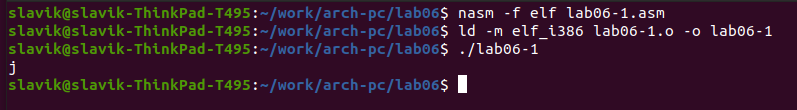 slavik@slavik-ThinkPad-T495:~/work/arch-pc/lab06$ nasm -f elf lab06-1.asm
slavik@slavik-ThinkPad-T495:~/work/arch-pc/lab06$ ld -m elf_i386 lab06-1.o -o lab06-1
slavik@slavik-ThinkPad-T495:~/work/arch-pc/lab06$ ./lab06-1
j
slavik@slavik-ThinkPad-T495:~/work/arch-pc/lab06$